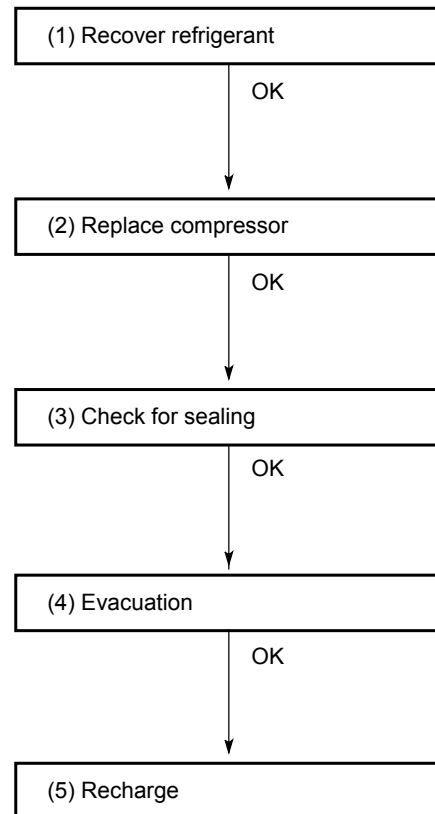 (1) Recover refrigerant
OK
(2) Replace compressor
OK
(3) Check for sealing
OK
(4) Evacuation
OK
(5) Recharge